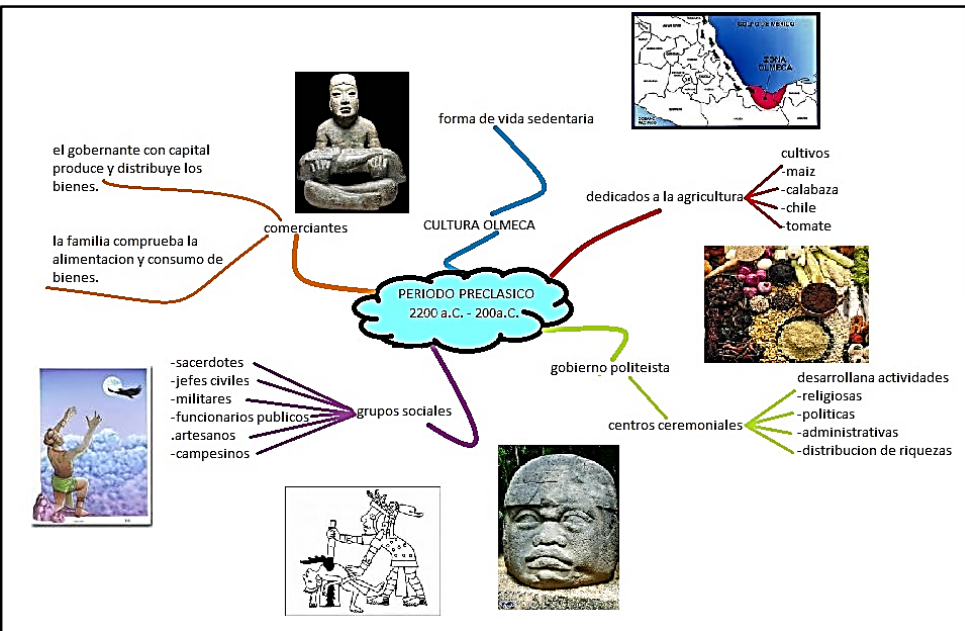 PERIODO PRECLASICO
2200 a.C. - 200a.C.
CULTURA OLMECA
forma de vida sedentaria
dedicados a la agricultura
cultivos
-maiz
-calabaza
-chile
-tomate
gobierno politeista
centros ceremoniales
desarrollana actividades
-religiosas
-politicas
-administrativas
-distribucion de riquezas
grupos sociales
-sacerdotes
-jefes civiles
-militares
-funcionarios publicos
.artesanos
-campesinos
comerciantes
el gobernante con capital
produce y distribuye los
bienes.
la familia comprueba la
alimentacion y consumo de
bienes.
GOLFO DE MEXICO
ZONA
OLMECA